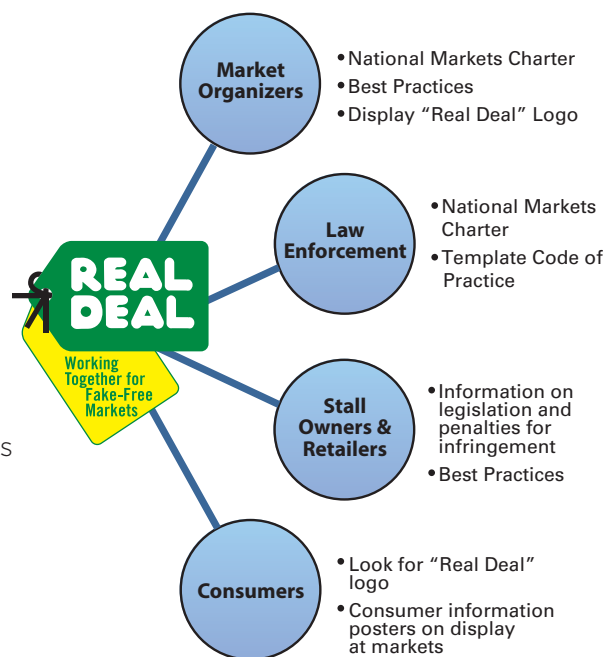 Market
Organizers
• National Markets Charter
• Best Practices
• Display “Real Deal” Logo
Law
Enforcement
• National Markets
Charter
• Template Code of
Practice
REAL
DEAL
Working
Together for
Fake-Free
Markets
Stall
Owners &
Retailers
• Information on
legislation and
penalties for
infringement
• Best Practices
s
Consumers
• Look for “Real Deal”
logo
• Consumer information
posters on display
at markets